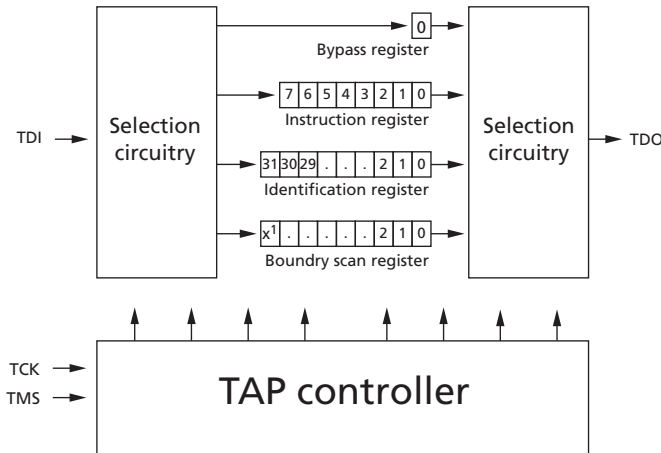 0
Bypass register
7 6 5 4 3 2 1 0
Instruction register
TDI
Selection
circuitry
Selection
circuitry
TDO
31 30 29 . . . 2 1 0
Identification register
x1 . . . . . 2 1 0
Boundry scan register
TCK
TMS
TAP controller